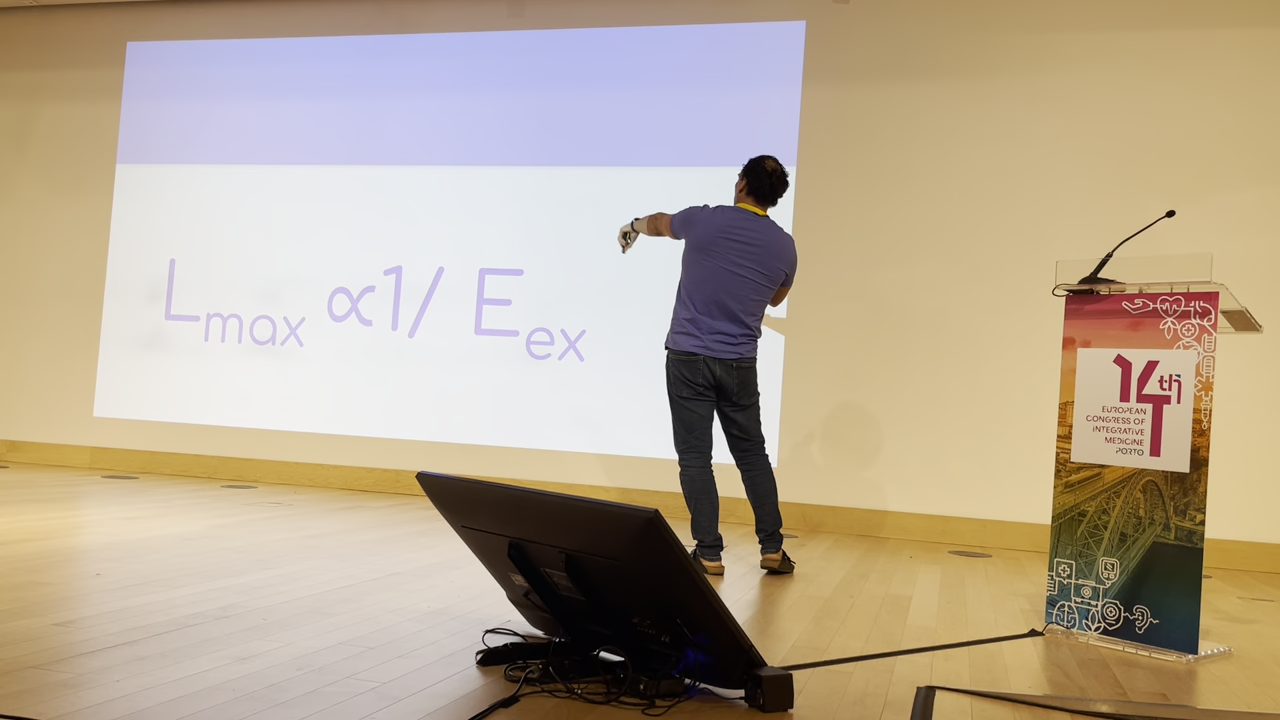 Lmax ∝1/ Eex
14th
EUROPEAN
CONGRESS OF
INTEGRATIVE
MEDICINE
PORTO